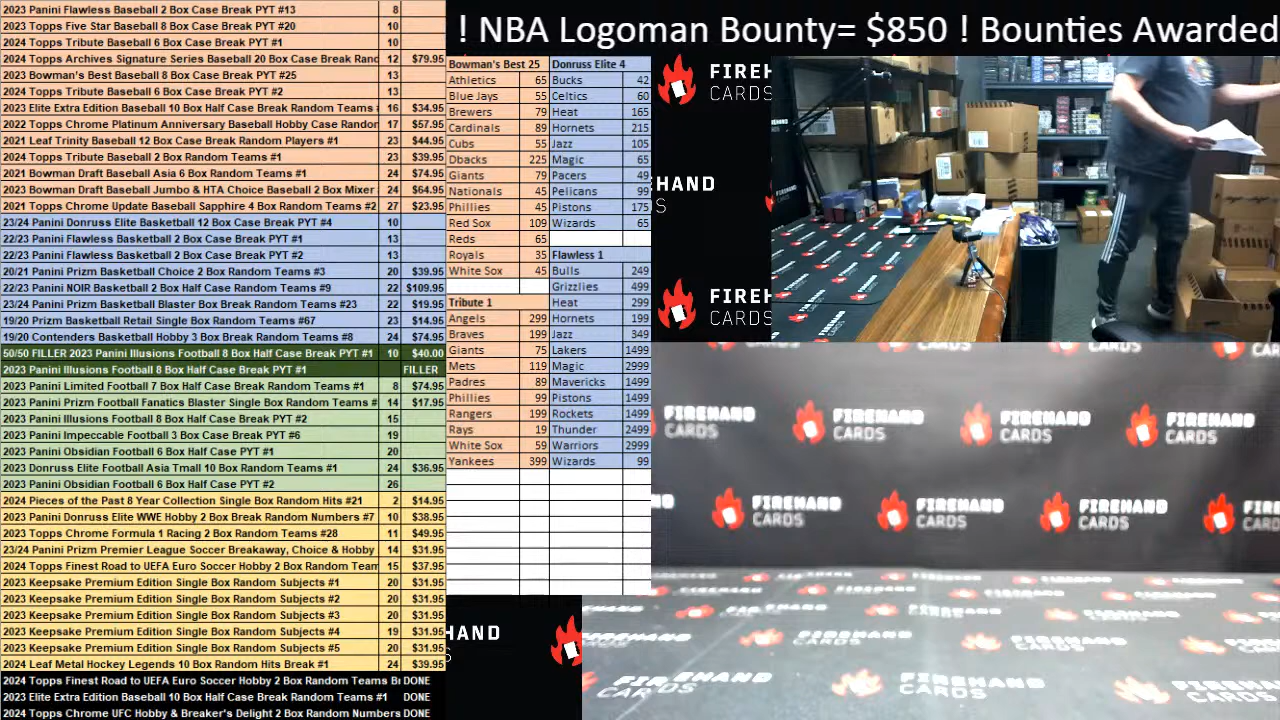 2023 Panini Flawless Baseball 2 Box Case Break PYT #13 8
2023 Topps Five Star Baseball 8 Box Case Break PYT #20 10
2024 Topps Tribute Baseball 6 Box Case Break PYT #1 10
2024 Topps Archives Signature Series Baseball 20 Box Case Break Rand 12 $79.95
2023 Bowman's Best Baseball 8 Box Case Break PYT #25 13
2024 Topps Tribute Baseball 6 Box Case Break PYT #2 13
2023 Elite Extra Edition Baseball 10 Box Half Case Break Random Teams 16 $34.95
2022 Topps Chrome Platinum Anniversary Baseball Hobby Case Random 17 $57.95
2021 Leaf Trinity Baseball 12 Box Case Break Random Players #1 23 $44.95
2024 Topps Tribute Baseball 2 Box Random Teams #1 23 $39.95
2021 Bowman Draft Baseball Asia 6 Box Random Teams #1 24 $74.95
2023 Bowman Draft Baseball Jumbo & HTA Choice Baseball 2 Box Mixer 24 $64.95
2021 Topps Chrome Update Baseball Sapphire 4 Box Random Teams #2 27 $23.95
23/24 Panini Donruss Elite Basketball 12 Box Case Break PYT #4 10
22/23 Panini Flawless Basketball 2 Box Case Break PYT #1 13
22/23 Panini Flawless Basketball 2 Box Case Break PYT #2 13
20/21 Panini Prizm Basketball Choice 2 Box Random Teams #3 20 $39.95
22/23 Panini NOIR Basketball 2 Box Half Case Break Random Teams #9 22 $109.95
23/24 Panini Prizm Basketball Blaster Box Break Random Teams #23 22 $19.95
19/20 Prizm Basketball Retail Single Box Random Teams #67 23 $14.95
19/20 Contenders Basketball Hobby 3 Box Break Random Teams #8 24 $74.95
50/50 FILLER 2023 Panini Illusions Football 8 Box Half Case Break PYT #1 10 $40.00
2023 Panini Illusions Football 8 Box Half Case Break PYT #1 FILLER
2023 Panini Limited Football 7 Box Half Case Break Random Teams #1 8 $74.95
2023 Panini Prizm Football Fanatics Blaster Single Box Random Teams # 14 $17.95
2023 Panini Illusions Football 8 Box Half Case Break PYT #2 15
2023 Panini Impeccable Football 3 Box Case Break PYT #6 19
2023 Panini Obsidian Football 6 Box Half Case PYT #1 20
2023 Donruss Elite Football Asia Tmall 10 Box Random Teams #1 24 $36.95
2023 Panini Obsidian Football 6 Box Half Case PYT #2 26
2024 Pieces of the Past 8 Year Collection Single Box Random Hits #21 2 $14.95
2023 Panini Donruss Elite WWE Hobby 2 Box Break Random Numbers #7 10 $38.95
2023 Topps Chrome Formula 1 Racing 2 Box Random Teams #28 11 $49.95
23/24 Panini Prizm Premier League Soccer Breakaway, Choice & Hobby 14 $31.95
2024 Topps Finest Road to UEFA Euro Soccer Hobby 2 Box Random Team 15 $37.95
2023 Keepsake Premium Edition Single Box Random Subjects #1 20 $31.95
2023 Keepsake Premium Edition Single Box Random Subjects #2 20 $31.95
2023 Keepsake Premium Edition Single Box Random Subjects #3 20 $31.95
2023 Keepsake Premium Edition Single Box Random Subjects #4 19 $31.95
2023 Keepsake Premium Edition Single Box Random Subjects #5 20 $31.95
2024 Leaf Metal Hockey Legends 10 Box Random Hits Break #1 24 $39.95
2024 Topps Finest Road to UEFA Euro Soccer Hobby 2 Box Random Teams Br DONE
2023 Elite Extra Edition Baseball 10 Box Half Case Break Random Teams #1 DONE
2024 Topps Chrome UFC Hobby & Breaker's Delight 2 Box Random Numbers DONE
! NBA Logoman Bounty= $850 ! Bounties Awarded
Bowman's Best 25
Athletics 65
Blue Jays 55
Brewers 79
Cardinals 89
Cubs 55
Dbacks 225
Giants 79
Nationals 45
Phillies 45
Red Sox 109
Reds 65
Royals 35
White Sox 45
Tribute 1
Angels 299
Braves 199
Giants 75
Mets 119
Padres 89
Phillies 99
Rangers 199
Rays 19
White Sox 59
Yankees 399
Donruss Elite 4
Bucks 42
Celtics 60
Heat 165
Hornets 215
Jazz 105
Magic 65
Pacers 49
Pelicans 99
Pistons 175
Wizards 65
Flawless 1
Bulls 249
Grizzlies 499
Heat 299
Hornets 199
Jazz 349
Lakers 1499
Magic 2999
Mavericks 1499
Pistons 1499
Rockets 1499
Thunder 2499
Warriors 2999
Wizards 99
FIREH
CARDS
HAND
S
FIREH
CARDS
HAND
S
FIREHAND
CARDS
FIREHAND
CARDS
FIREHAND
CARDS
FIREHAND
CARDS
FIREHAND
CARDS
FIREHAND
CARDS